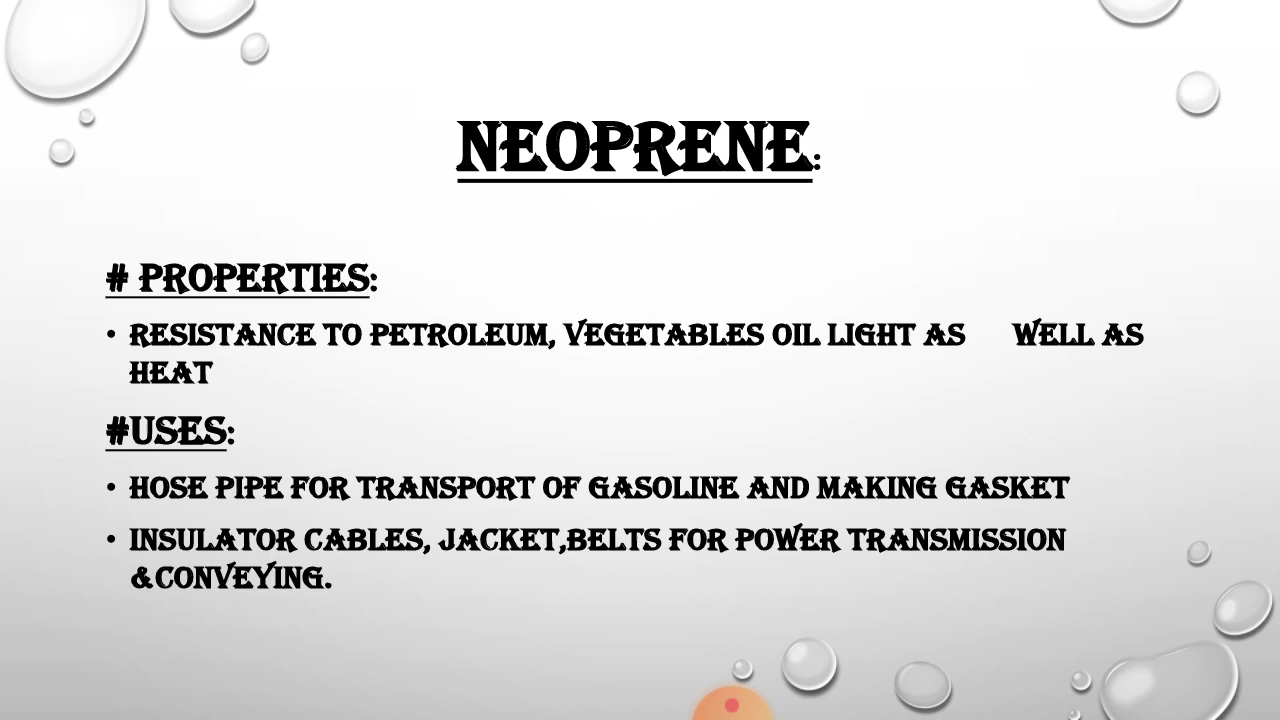 NEOPRENE:
# PROPERTIES:
• RESISTANCE TO PETROLEUM, VEGETABLES OIL LIGHT AS WELL AS
HEAT
#USES:
• HOSE PIPE FOR TRANSPORT OF GASOLINE AND MAKING GASKET
• INSULATOR CABLES, JACKET,BELTS FOR POWER TRANSMISSION
&CONVEYING.